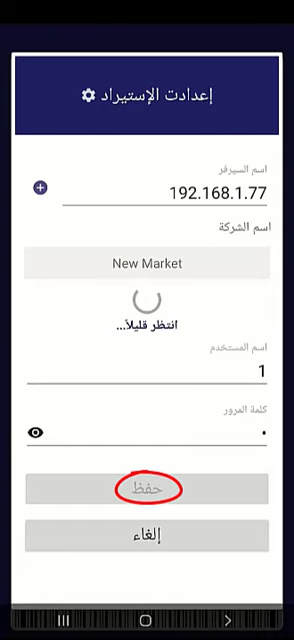 إعدادت الإستيراد
اسم السيرفر
192.168.1.77
اسم الشركة
New Market
انتظر قليلاً...
اسم المستخدم
1
كلمة المرور
•
حفظ
إلغاء